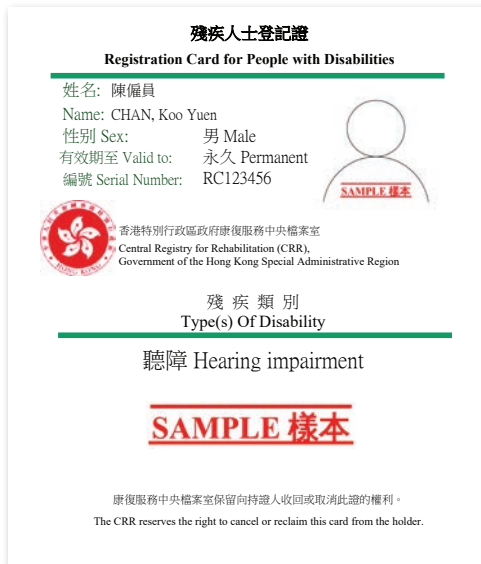 殘疾人士登記證
Registration Card for People with Disabilities
姓名: 陳僱員
Name: CHAN, Koo Yuen
性別 Sex: 男 Male
有效期至 Valid to: 永久 Permanent
編號 Serial Number: RC123456
SAMPLE 樣本
HONG KONG
香港特別行政區政府康復服務中央檔案室
Central Registry for Rehabilitation (CRR),
Government of the Hong Kong Special Administrative Region
殘 疾 類 別
Type(s) Of Disability
聽障 Hearing impairment
SAMPLE 樣本
康復服務中央檔案室保留向持證人收回或取消此證的權利。
The CRR reserves the right to cancel or reclaim this card from the holder.